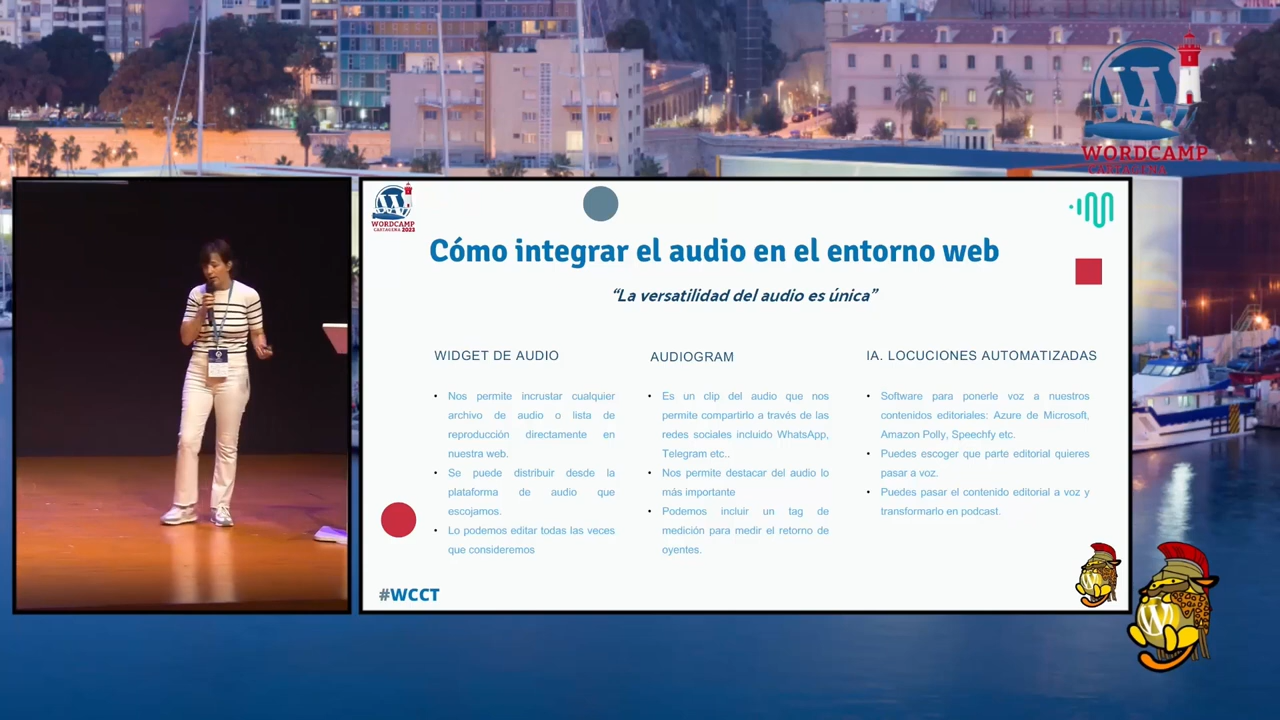 WORDCAMP
CARTAGENA
WORDCAMP
CARTAGENA 2023
Cómo integrar el audio en el entorno web
“La versatilidad del audio es única”
WIDGET DE AUDIO
• Nos permite incrustar cualquier
archivo de audio o lista de
reproducción directamente en
nuestra web.
• Se puede distribuir desde la
plataforma de audio que
escojamos.
• Lo podemos editar todas las veces
que consideremos
AUDIOGRAM
• Es un clip del audio que nos
permite compartirlo a través de las
redes sociales incluido WhatsApp,
Telegram etc..
• Nos permite destacar del audio lo
más importante
• Podemos incluir un tag de
medición para medir el retorno de
oyentes.
IA. LOCUCIONES AUTOMATIZADAS
• Software para ponerle voz a nuestros
contenidos editoriales: Azure de Microsoft,
Amazon Polly, Speechfy etc.
• Puedes escoger que parte editorial quieres
pasar a voz.
• Puedes pasar el contenido editorial a voz y
transformarlo en podcast.
#WCCT